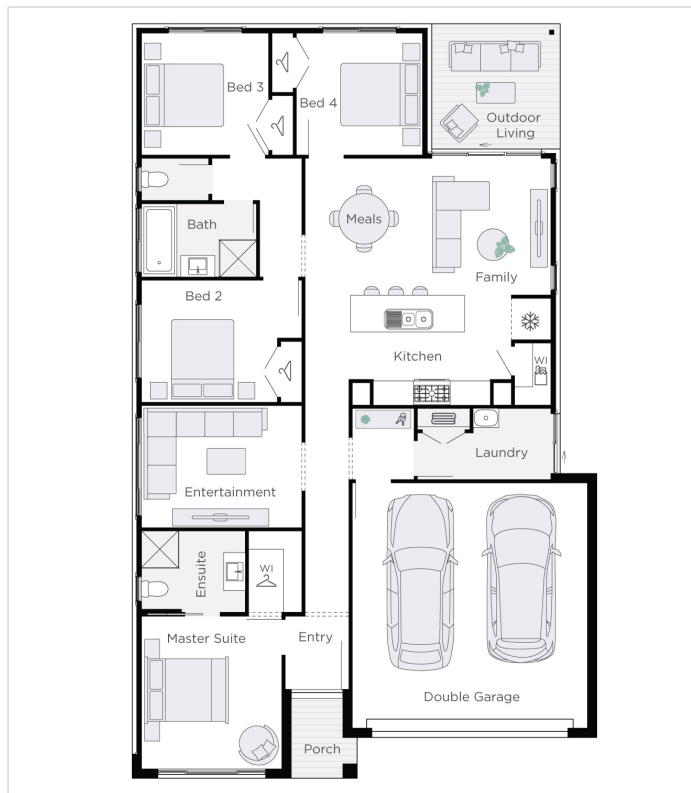 Bed 3
Bed 4
Outdoor
Living
Bath
Meals
Family
Bed 2
Kitchen
WI
Entertainment
Laundry
Ensuite
WI
Master Suite
Entry
Double Garage
Porch